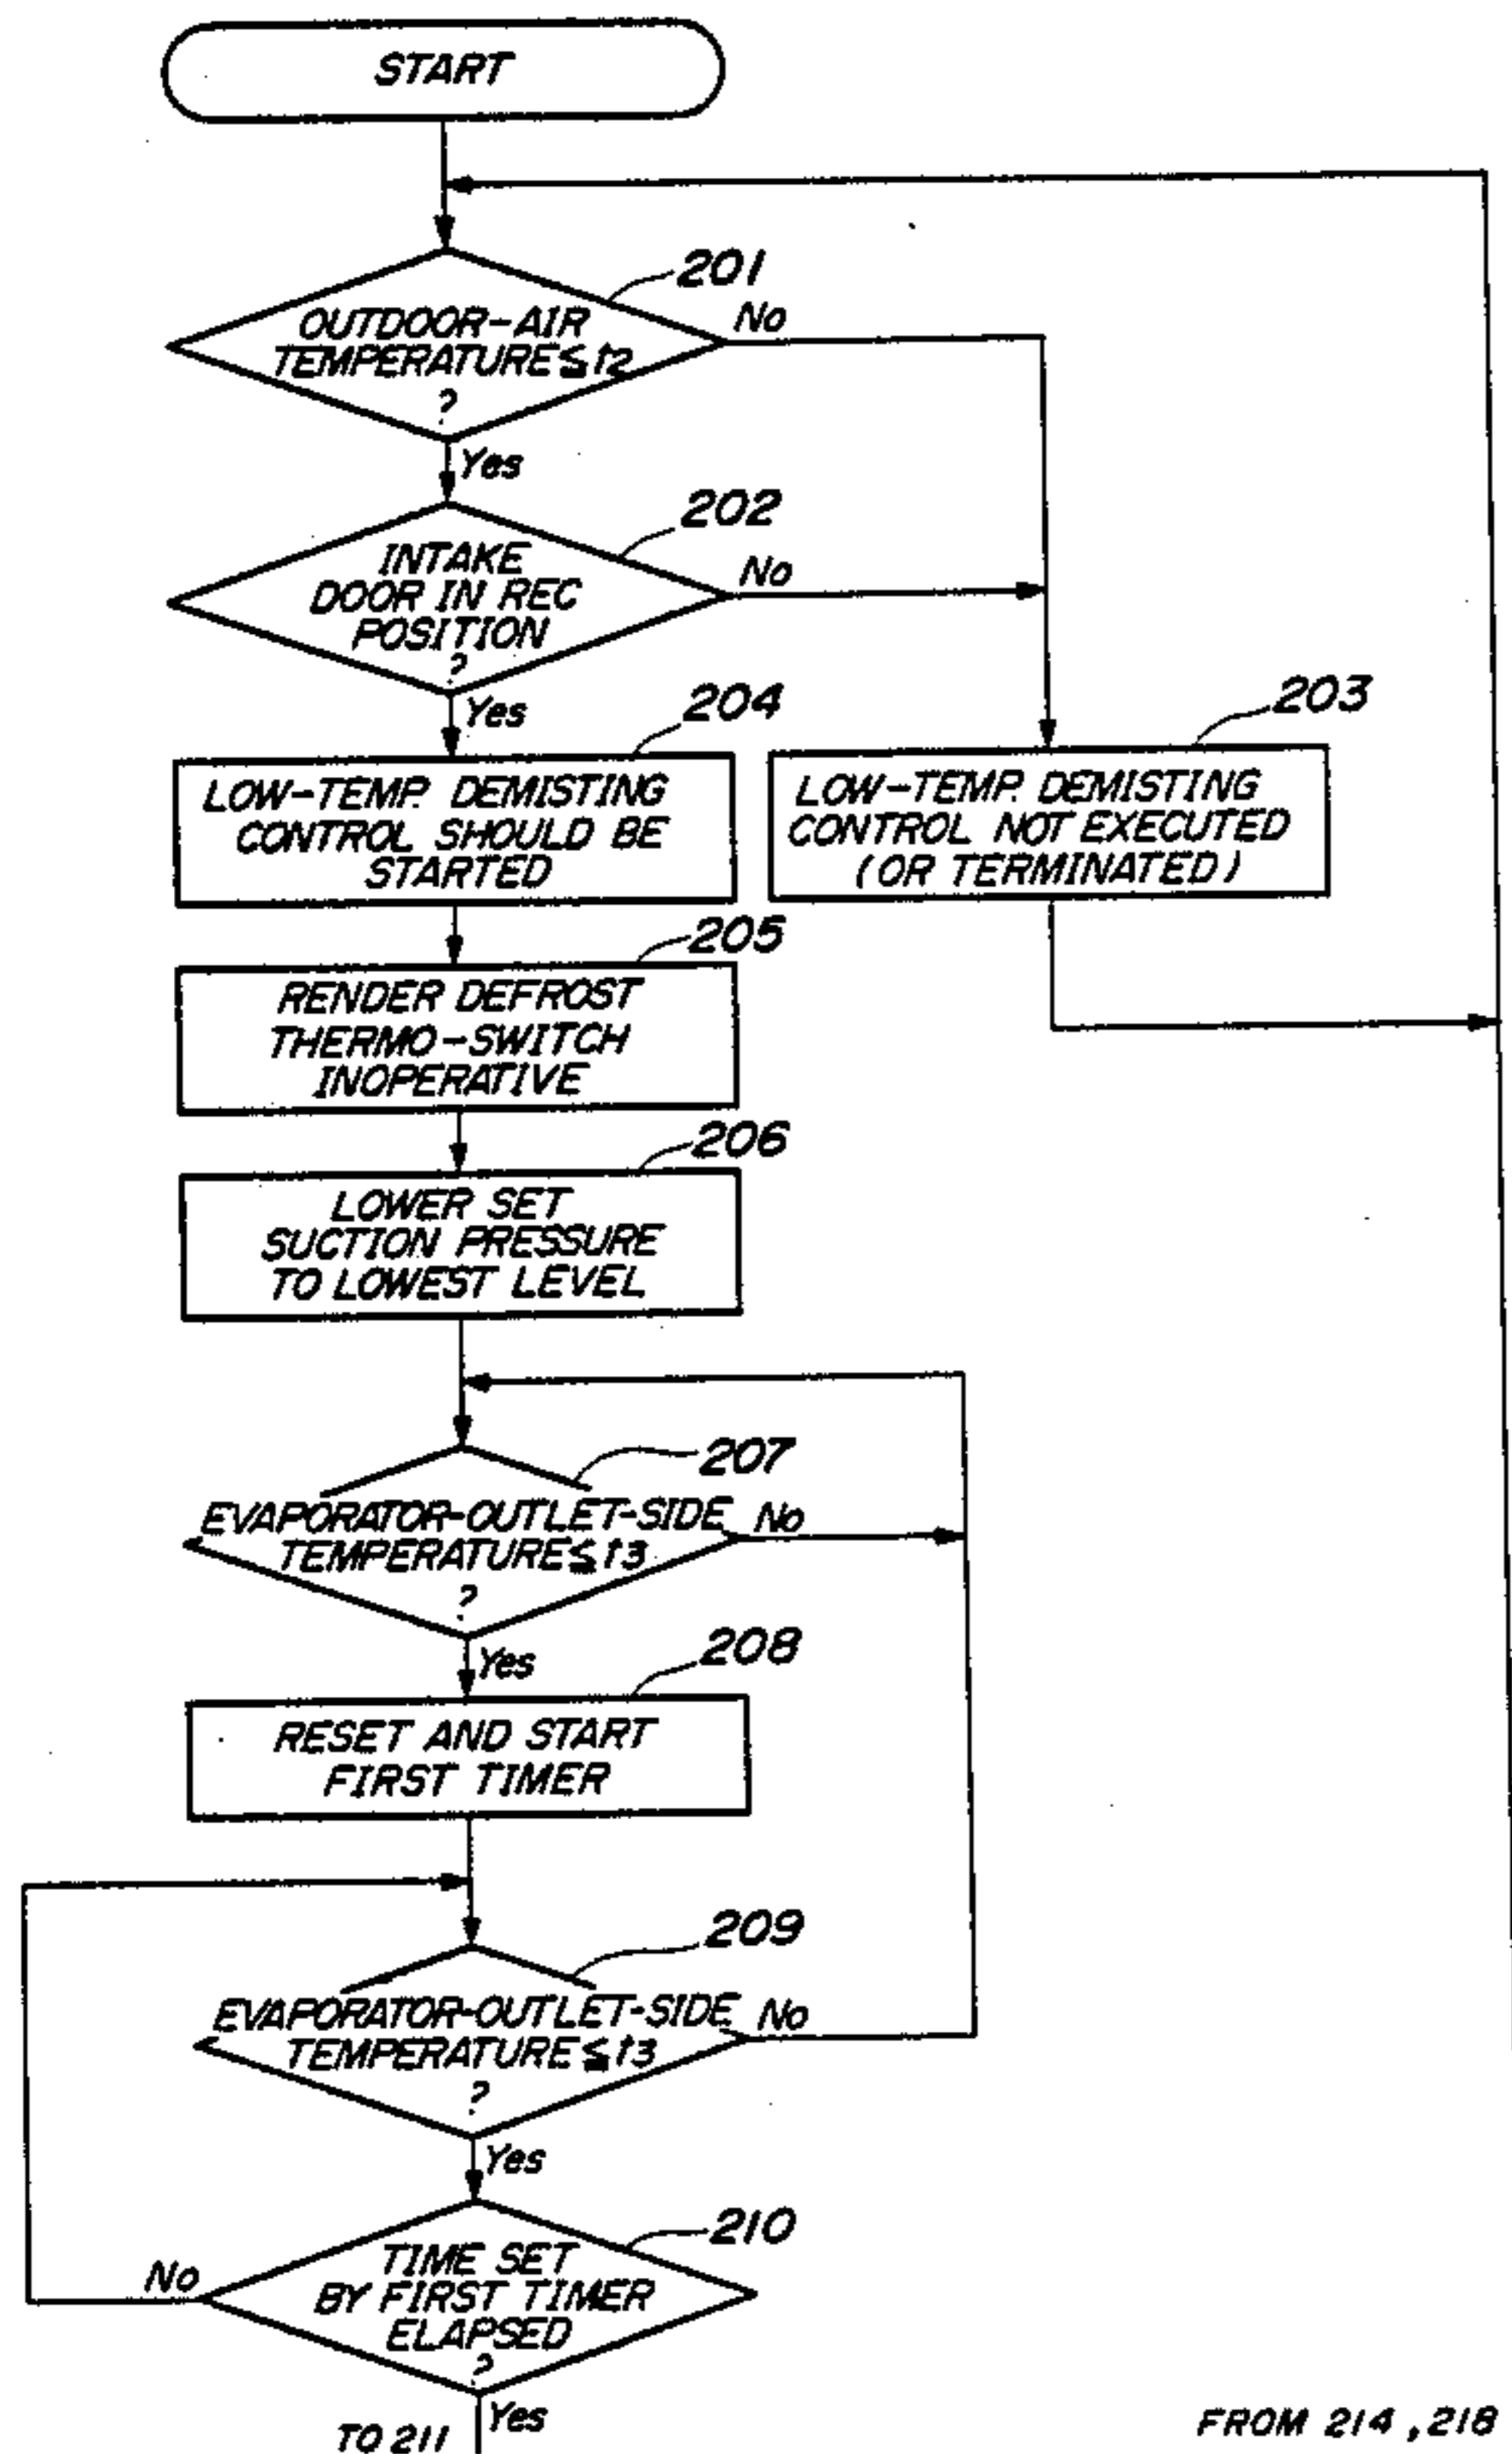 START
201
OUTDOOR-AIR
TEMPERATURE≦t2
?
No
Yes
202
INTAKE
DOOR IN REC
POSITION
?
No
Yes
204
LOW-TEMP. DEMISTING
CONTROL SHOULD BE
STARTED
203
LOW-TEMP. DEMISTING
CONTROL NOT EXECUTED
(OR TERMINATED)
205
RENDER DEFROST
THERMO-SWITCH
INOPERATIVE
206
LOWER SET
SUCTION PRESSURE
TO LOWEST LEVEL
207
EVAPORATOR-OUTLET-SIDE
TEMPERATURE≦t3
?
No
Yes
208
RESET AND START
FIRST TIMER
209
EVAPORATOR-OUTLET-SIDE
TEMPERATURE≦t3
?
No
Yes
210
TIME SET
BY FIRST TIMER
ELAPSED
?
No
Yes
TO 211
FROM 214, 218